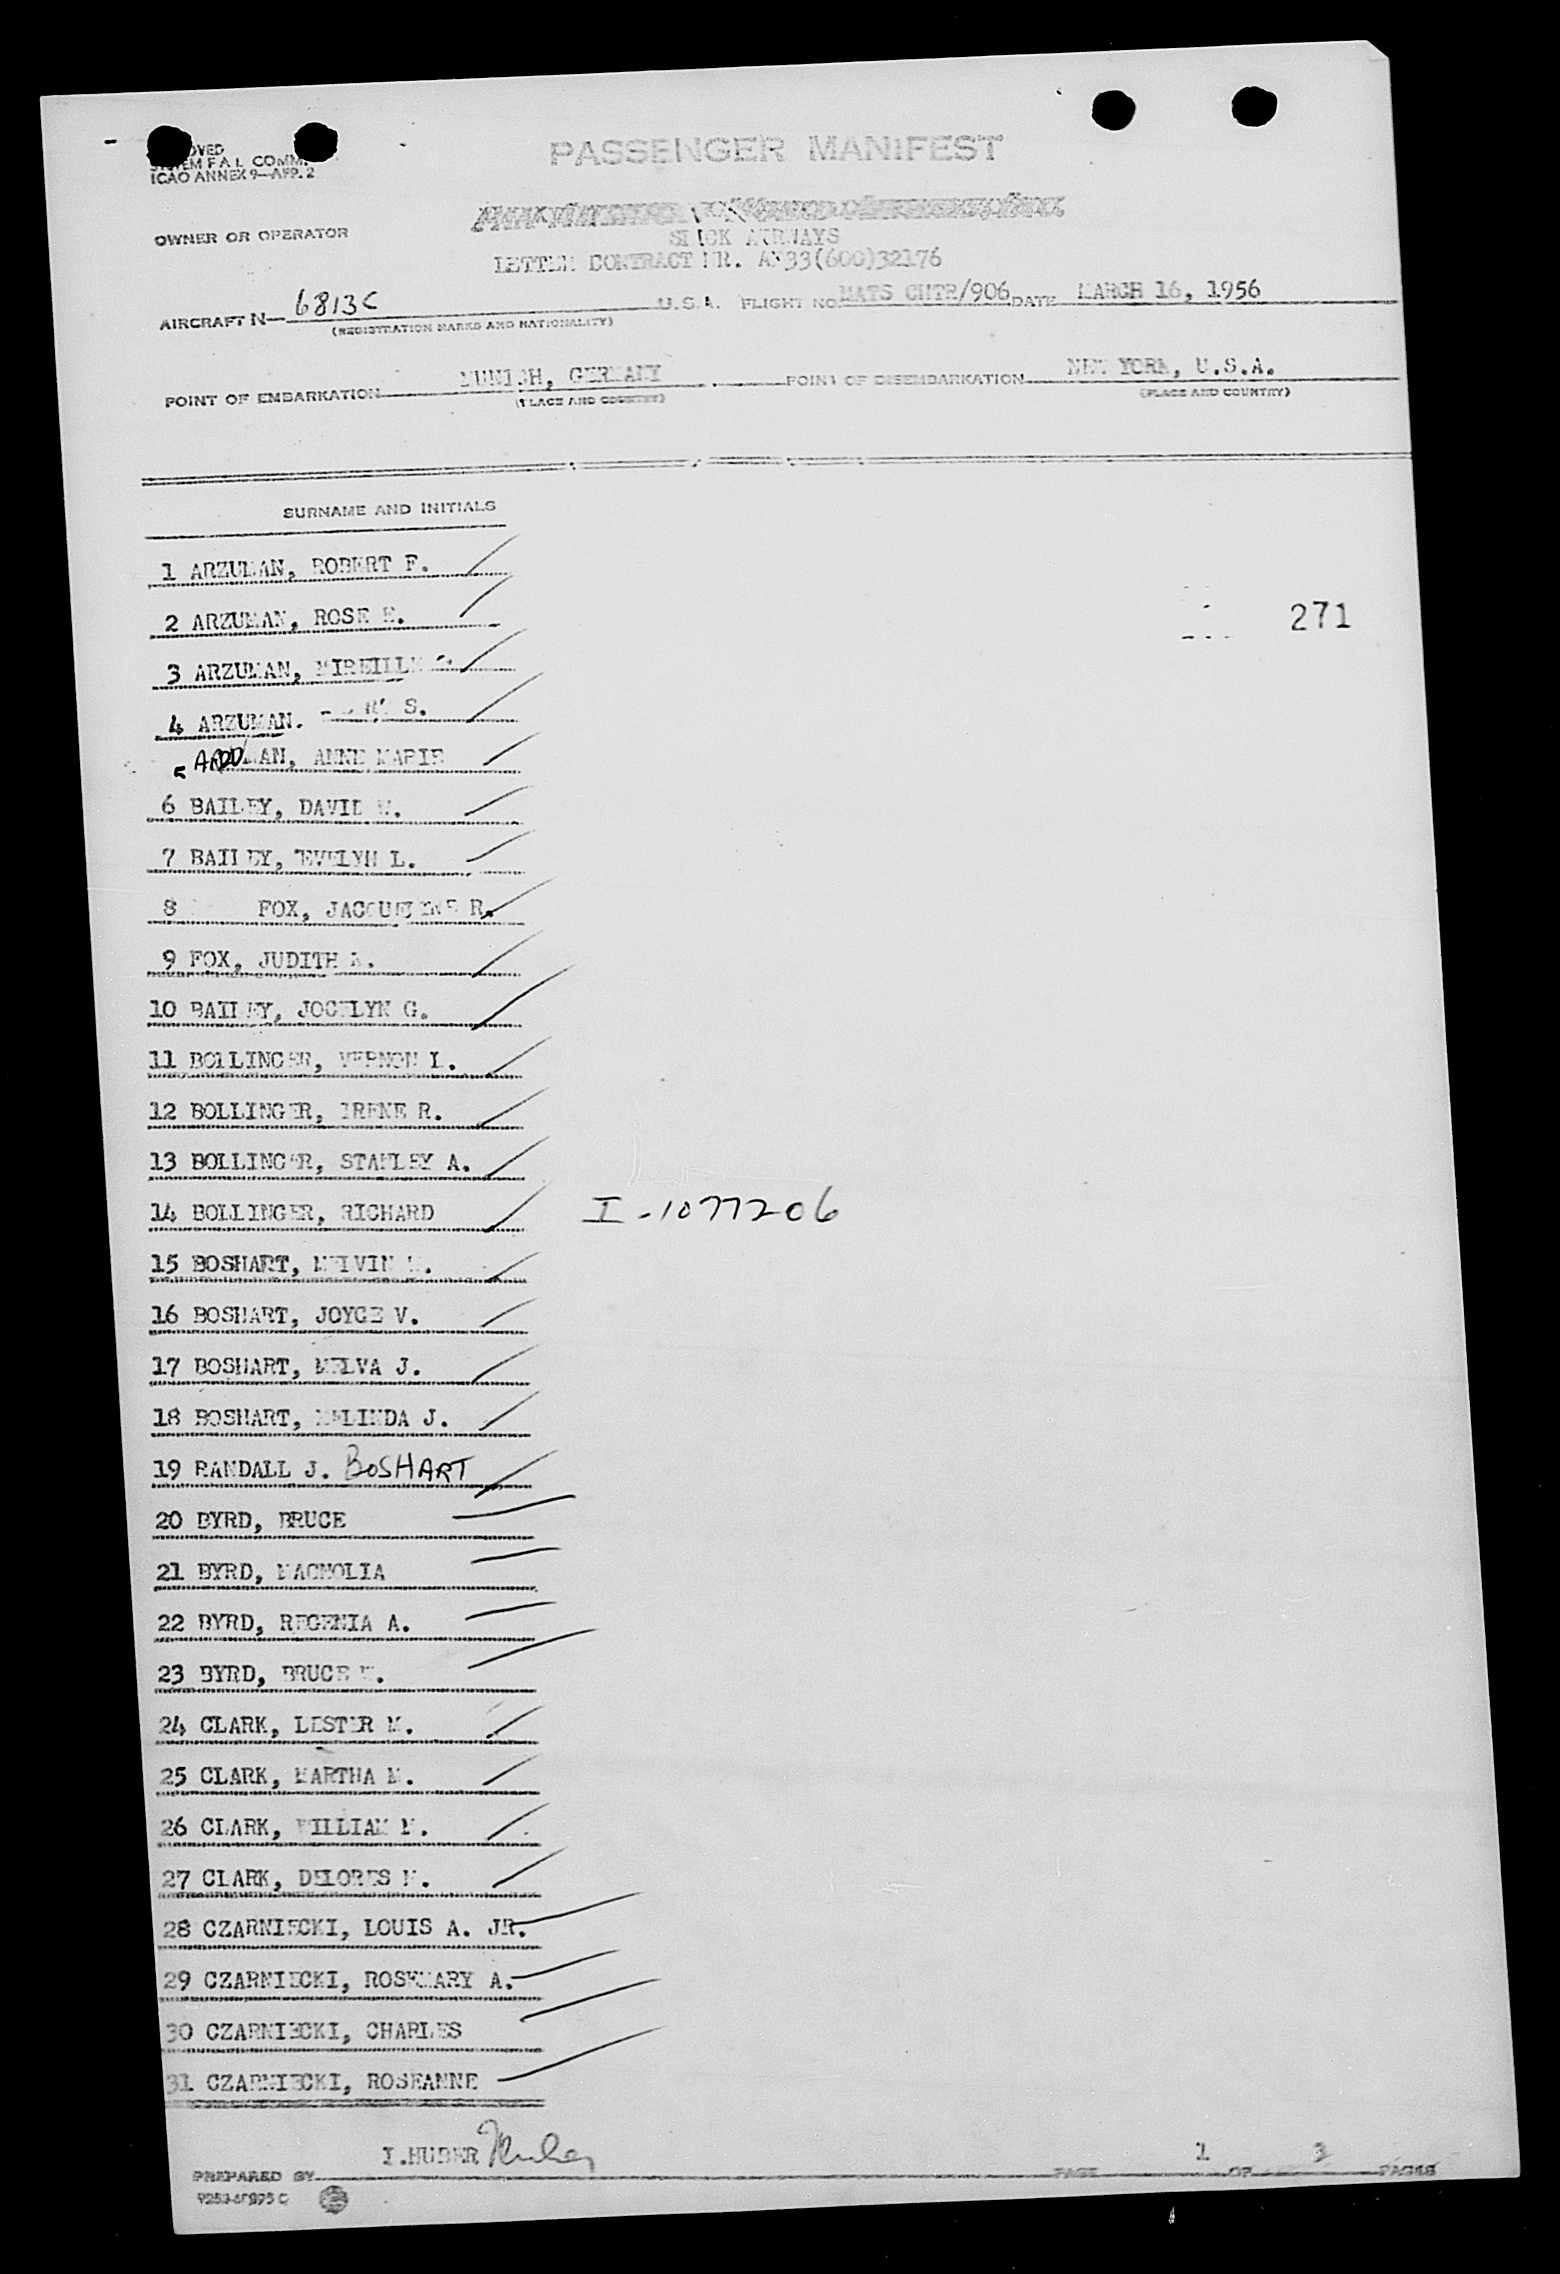 PASSENGER MANIFEST
OVED
SYSTEM F.A.L. COMM.
ICAO ANNEX 9—APP. 2
OWNER OR OPERATOR
SLICK AIRWAYS
LETTER CONTRACT NR. AF33(600)32176
AIRCRAFT N— 6813C U.S.A. FLIGHT NO. MATS CHTR/906 DATE MARCH 16, 1956
(REGISTRATION MARKS AND NATIONALITY)
POINT OF EMBARKATION MUNICH, GERMANY POINT OF DISEMBARKATION NEW YORK, U.S.A.
(PLACE AND COUNTRY) (PLACE AND COUNTRY)
SURNAME AND INITIALS
1 ARZUMAN, ROBERT F.
2 ARZUMAN, ROSE E.
271
3 ARZUMAN, MIREILLE
4 ARZUMAN. S.
5 MAN, ANNE MARIE
6 BAILEY, DAVID
7 BAILEY, EVELYN L.
8 FOX, JACQUELINE R.
9 FOX, JUDITH
10 BAILEY, JOCELYN G.
11 BOLLINGER, VERNON L.
12 BOLLINGER, IRENE R.
13 BOLLINGER, STANLEY A.
14 BOLLINGER, RICHARD I-1077206
15 BOSHART, MELVIN
16 BOSHART, JOYCE V.
17 BOSHART, MELVA J.
18 BOSHART, MELINDA J.
19 RANDALL J. BOSHART
20 BYRD, BRUCE
21 BYRD, MAGNOLIA
22 BYRD, REGENIA A.
23 BYRD, BRUCE
24 CLARK, LESTER M.
25 CLARK, MARTHA M.
26 CLARK, WILLIAM M.
27 CLARK, DELORES M.
28 CZARNIECKI, LOUIS A. JR.
29 CZARNIECKI, ROSEMARY A.
30 CZARNIECKI, CHARLES
31 CZARNIECKI, ROSEANNE
PREPARED BY I.HUBER Huber PAGE 1 OF 3 PAGES